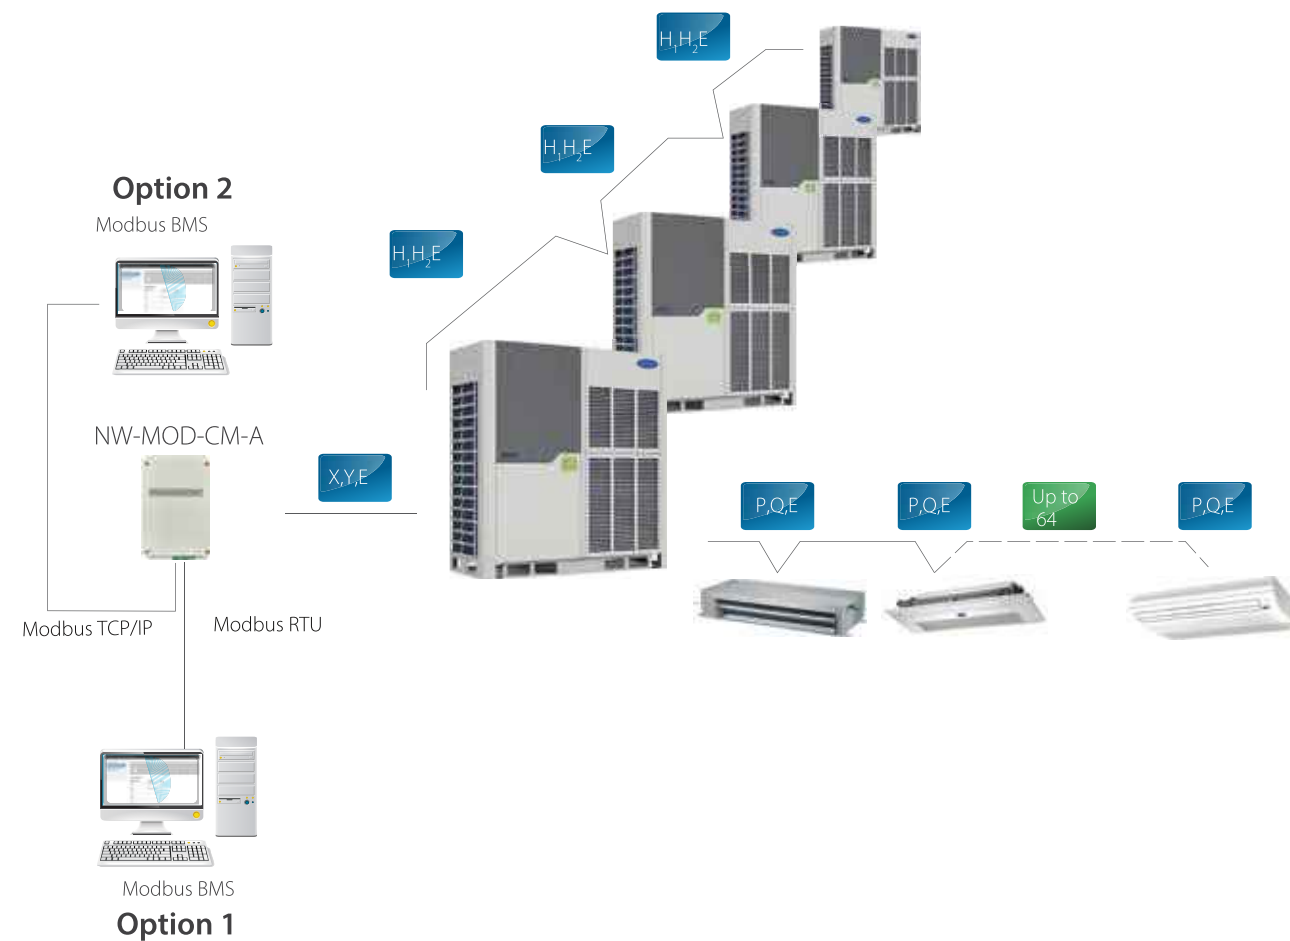 H₁H₂E
H₁H₂E
Option 2
Modbus BMS
H₁H₂E
NW-MOD-CM-A
X,Y,E
P,Q,E
P,Q,E
Up to
64
P,Q,E
Modbus TCP/IP
Modbus RTU
Modbus BMS
Option 1